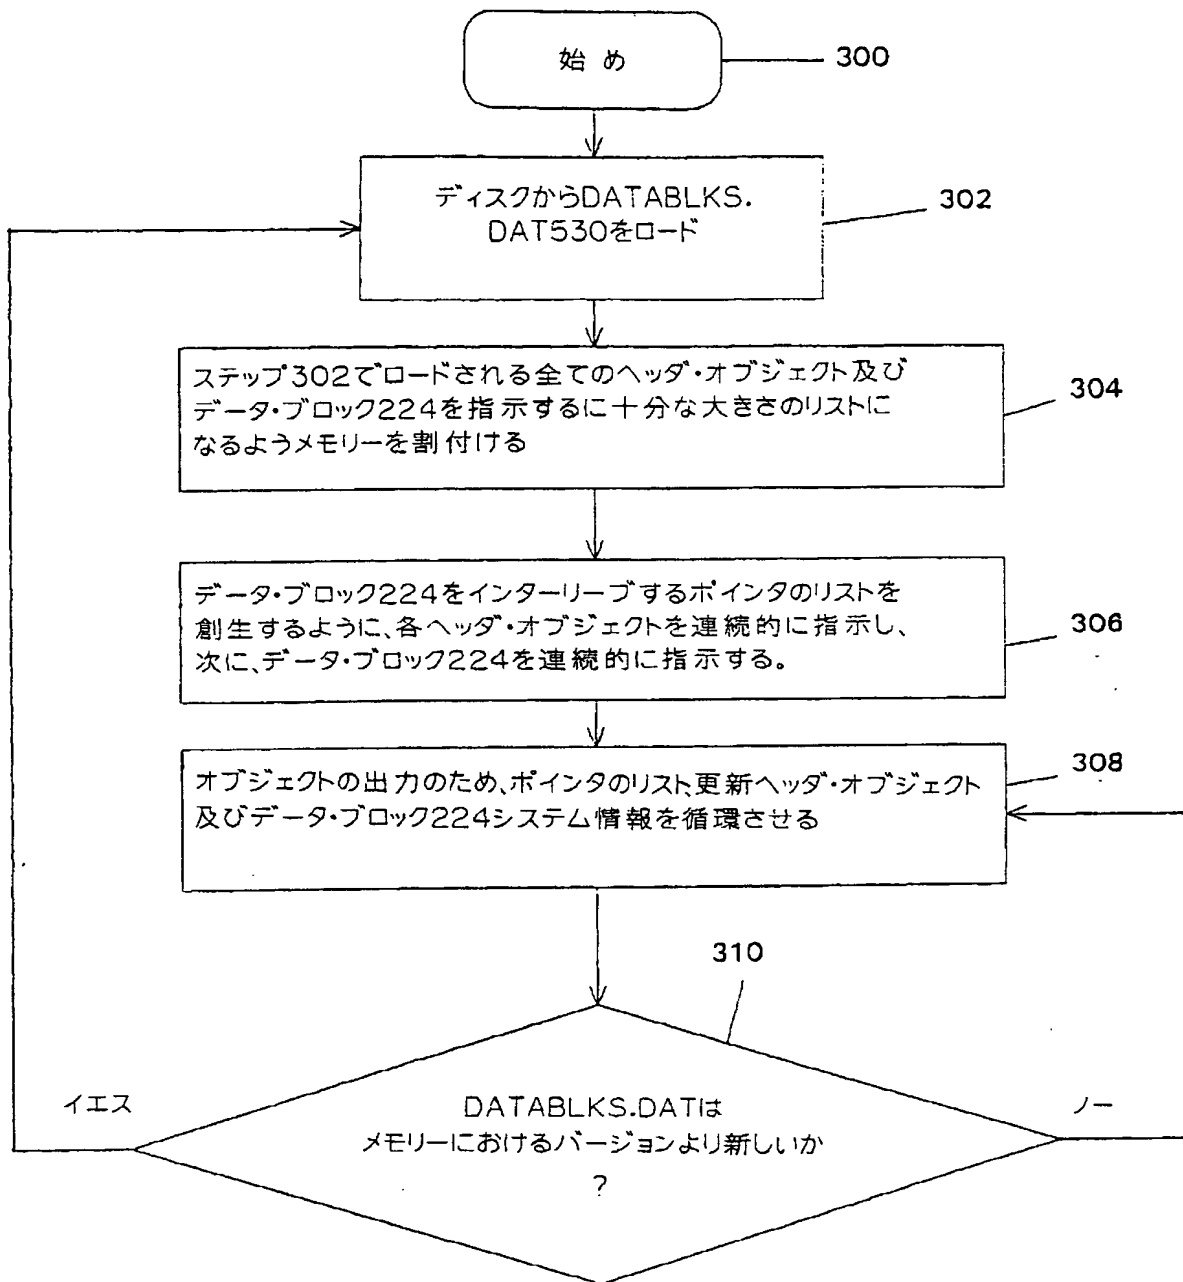 始め
300
ディスクからDATABLKS.
DAT530をロード
302
ステップ302でロードされる全てのヘッダ・オブジェクト及び
データ・ブロック224を指示するに十分な大きさのリストに
なるようメモリーを割付ける
304
データ・ブロック224をインターリーブするポインタのリストを
創生するように、各ヘッダ・オブジェクトを連続的に指示し、
次に、データ・ブロック224を連続的に指示する。
306
オブジェクトの出力のため、ポインタのリスト、更新ヘッダ・オブジェクト
及びデータ・ブロック224システム情報を循環させる
308
310
イエス
DATABLKS.DATは
メモリーにおけるバージョンより新しいか
?
ノー